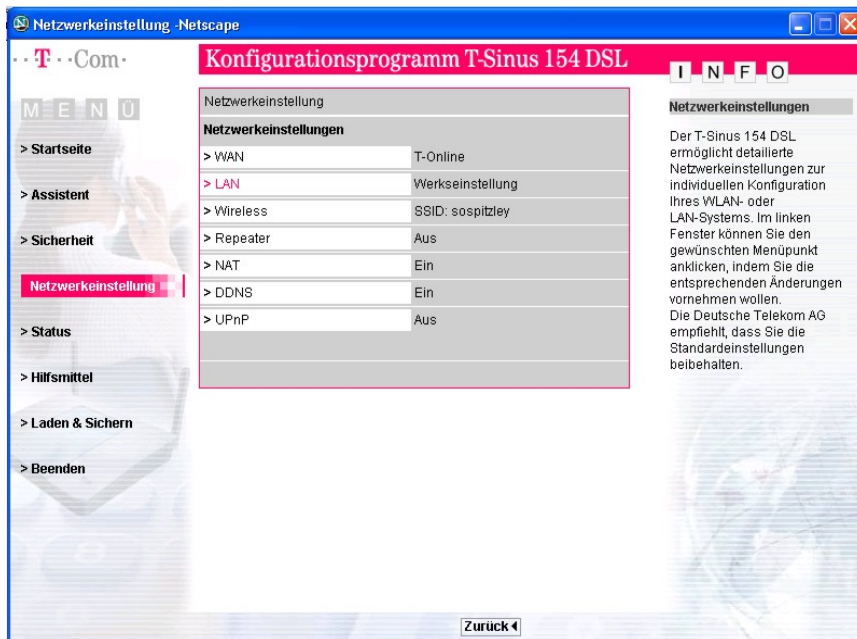 Netzwerkeinstellung -Netscape
··T··Com·
Konfigurationsprogramm T-Sinus 154 DSL
MENÜ
> Startseite
> Assistent
> Sicherheit
Netzwerkeinstellung
> Status
> Hilfsmittel
> Laden & Sichern
> Beenden
Netzwerkeinstellung
Netzwerkeinstellungen
> WAN T-Online
> LAN Werkseinstellung
> Wireless SSID: sospitzley
> Repeater Aus
> NAT Ein
> DDNS Ein
> UPnP Aus
INFO
Netzwerkeinstellungen
Der T-Sinus 154 DSL
ermöglicht detailierte
Netzwerkeinstellungen zur
individuellen Konfiguration
Ihres WLAN- oder
LAN-Systems. Im linken
Fenster können Sie den
gewünschten Menüpunkt
anklicken, indem Sie die
entsprechenden Änderungen
vornehmen wollen.
Die Deutsche Telekom AG
empfiehlt, dass Sie die
Standardeinstellungen
beibehalten.
Zurück